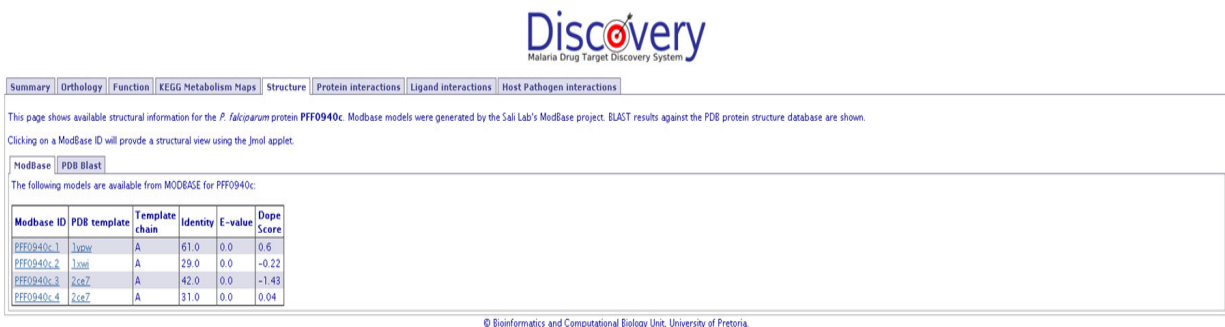 Discovery
Malaria Drug Target Discovery System
Summary Orthology Function KEGG Metabolism Maps Structure Protein interactions Ligand interactions Host Pathogen interactions
This page shows available structural information for the P. falciparum protein PFF0940c. Modbase models were generated by the Sali Lab's ModBase project. BLAST results against the PDB protein structure database are shown.
Clicking on a ModBase ID will provde a structural view using the Jmol applet.
ModBase PDB Blast
The following models are available from MODBASE for PFF0940c:
Modbase ID PDB template Template chain Identity E-value Dope Score
PFF0940c.1 1ypw A 61.0 0.0 0.6
PFF0940c.2 1xwi A 29.0 0.0 -0.22
PFF0940c.3 2ce7 A 42.0 0.0 -1.43
PFF0940c.4 2ce7 A 31.0 0.0 0.04
© Bioinformatics and Computational Biology Unit, University of Pretoria.